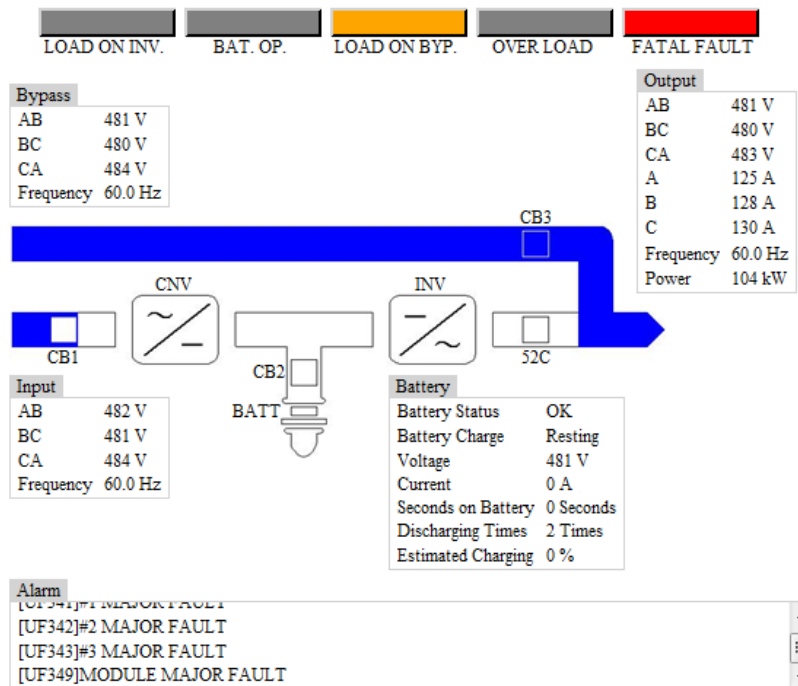 LOAD ON INV. BAT. OP. LOAD ON BYP. OVER LOAD FATAL FAULT
Bypass
AB 481 V
BC 480 V
CA 484 V
Frequency 60.0 Hz
Output
AB 481 V
BC 480 V
CA 483 V
A 125 A
B 128 A
C 130 A
Frequency 60.0 Hz
Power 104 kW
CB3
CNV
INV
CB1
CB2
52C
BATT
Input
AB 482 V
BC 481 V
CA 484 V
Frequency 60.0 Hz
Battery
Battery Status OK
Battery Charge Resting
Voltage 481 V
Current 0 A
Seconds on Battery 0 Seconds
Discharging Times 2 Times
Estimated Charging 0 %
Alarm
[UF341]#1 MAJOR FAULT
[UF342]#2 MAJOR FAULT
[UF343]#3 MAJOR FAULT
[UF349]MODULE MAJOR FAULT